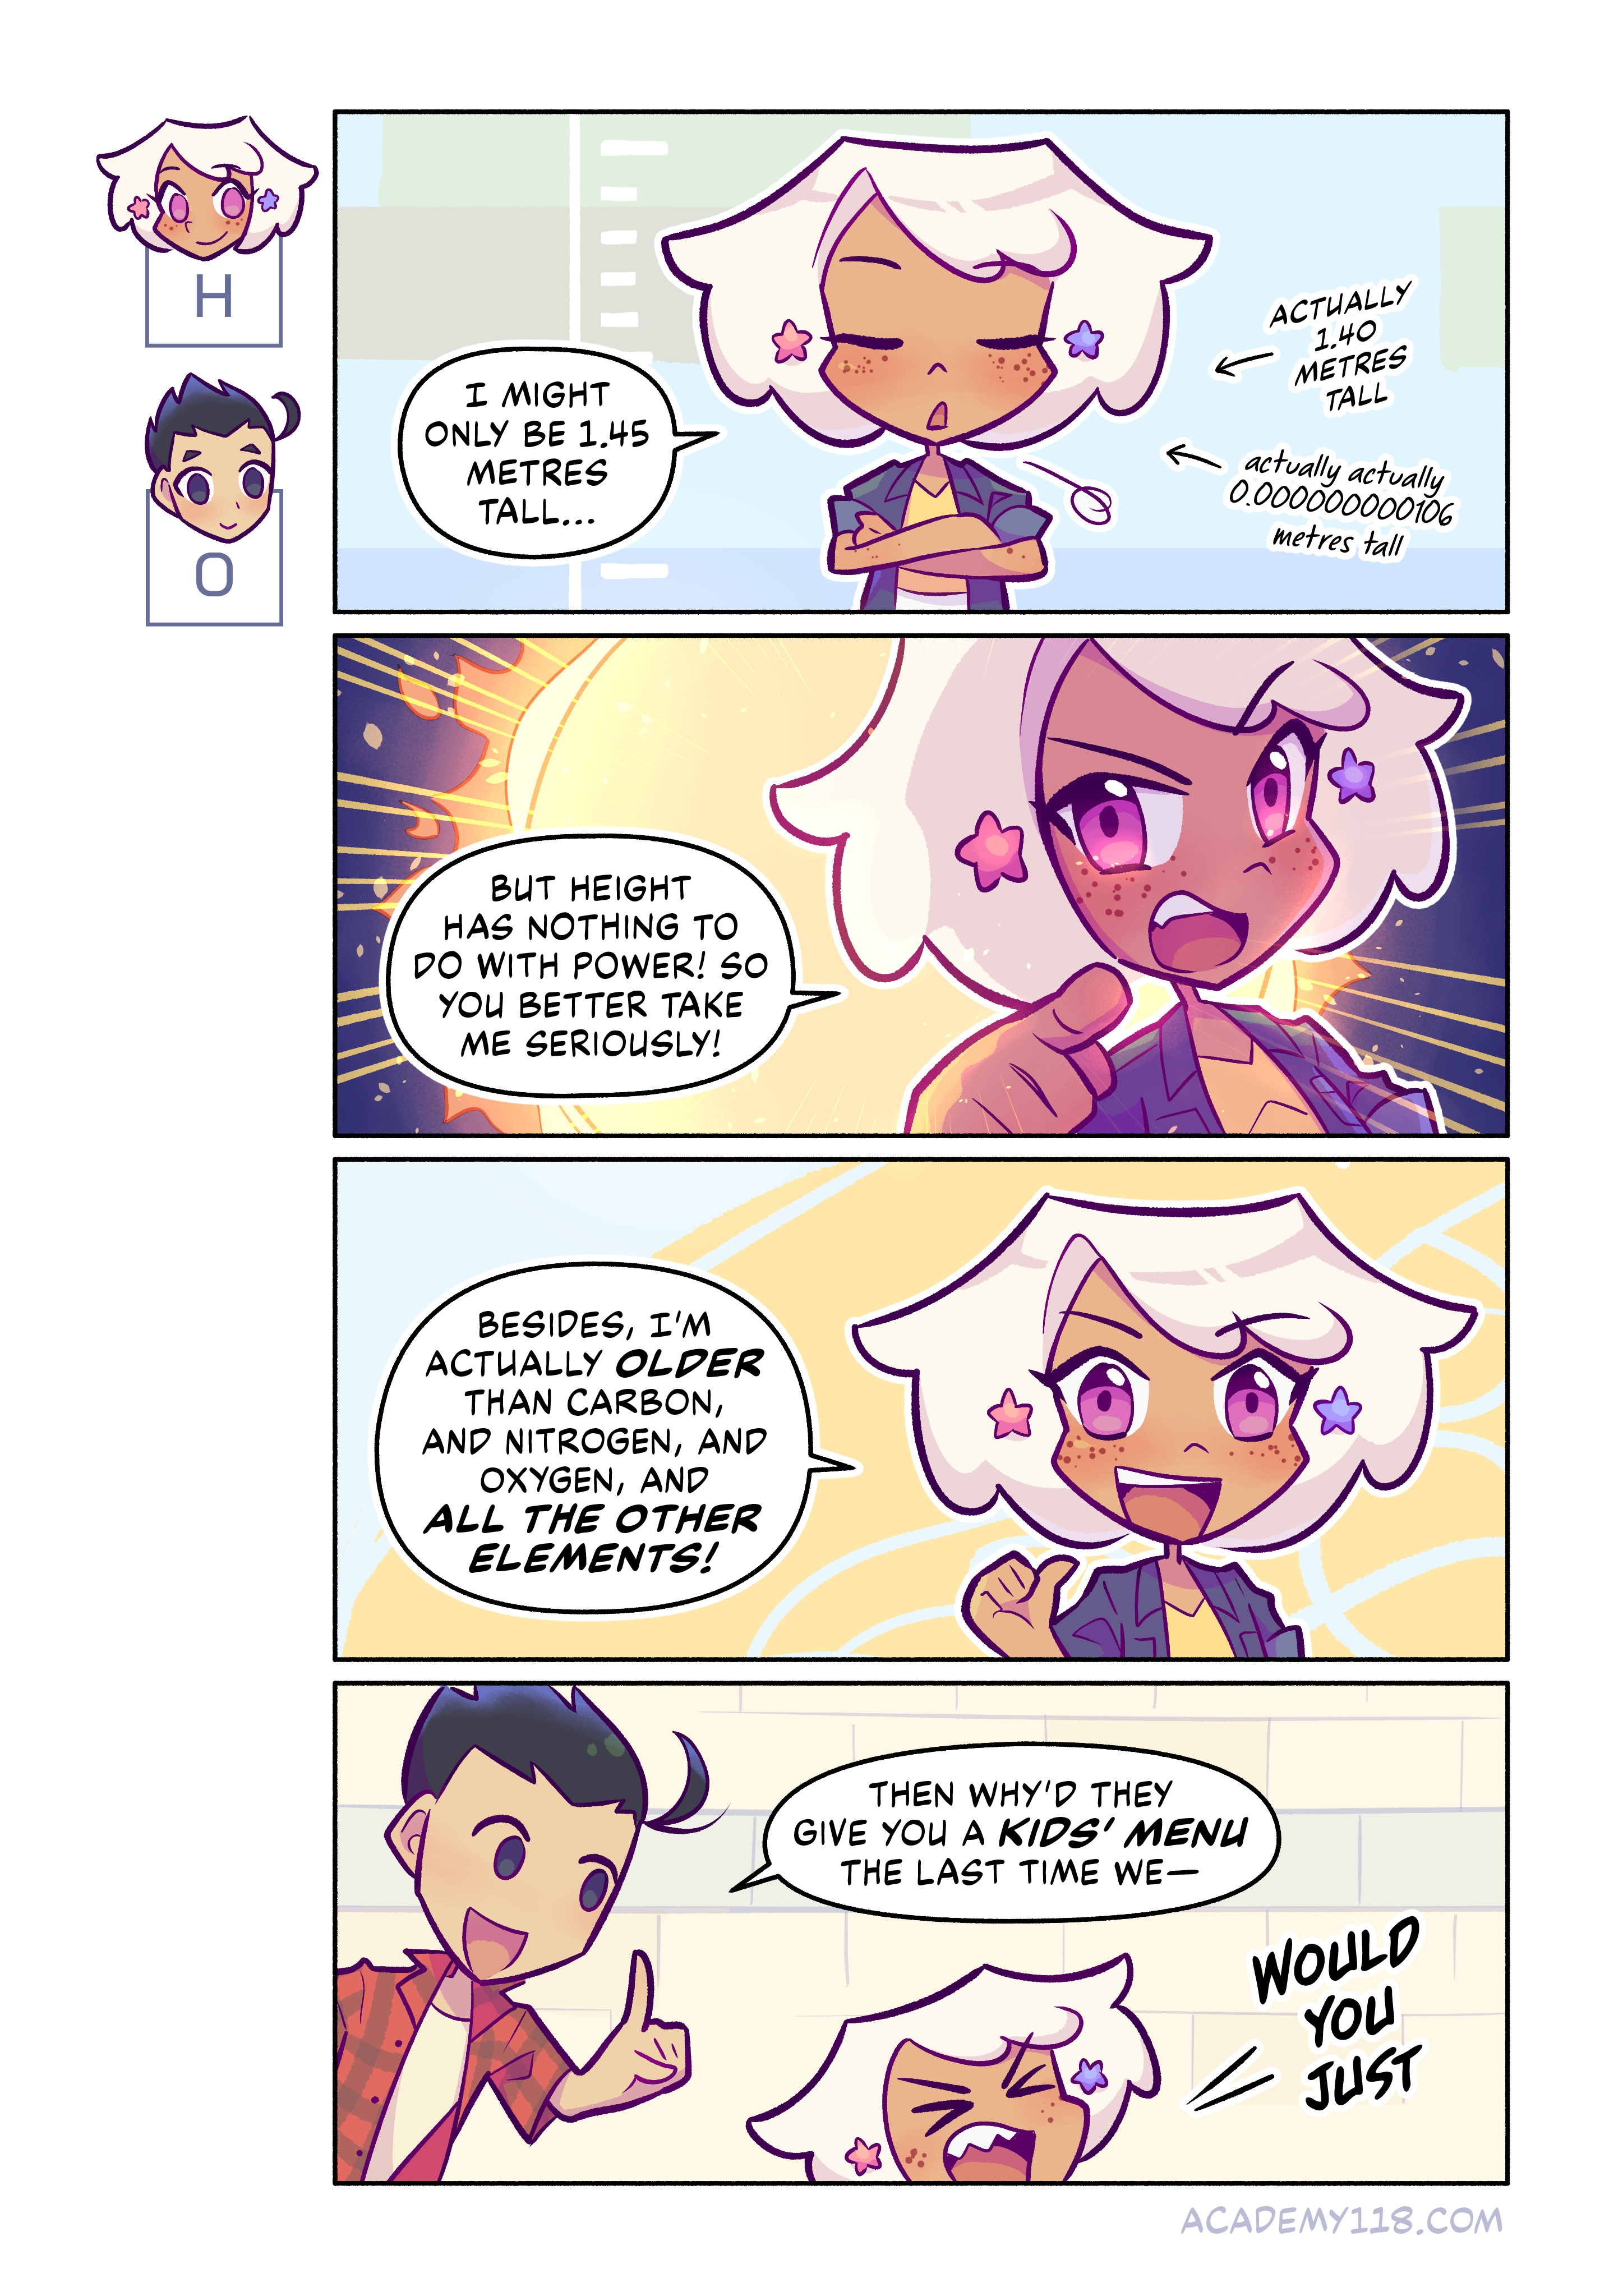 H
O
I MIGHT
ONLY BE 1.45
METRES
TALL...
ACTUALLY
1.40
METRES
TALL
actually actually
0.000000000106
metres tall
BUT HEIGHT
HAS NOTHING TO
DO WITH POWER! SO
YOU BETTER TAKE
ME SERIOUSLY!
BESIDES, I'M
ACTUALLY OLDER
THAN CARBON,
AND NITROGEN, AND
OXYGEN, AND
ALL THE OTHER
ELEMENTS!
THEN WHY'D THEY
GIVE YOU A KIDS' MENU
THE LAST TIME WE—
WOULD
YOU
JUST
ACADEMY118.COM